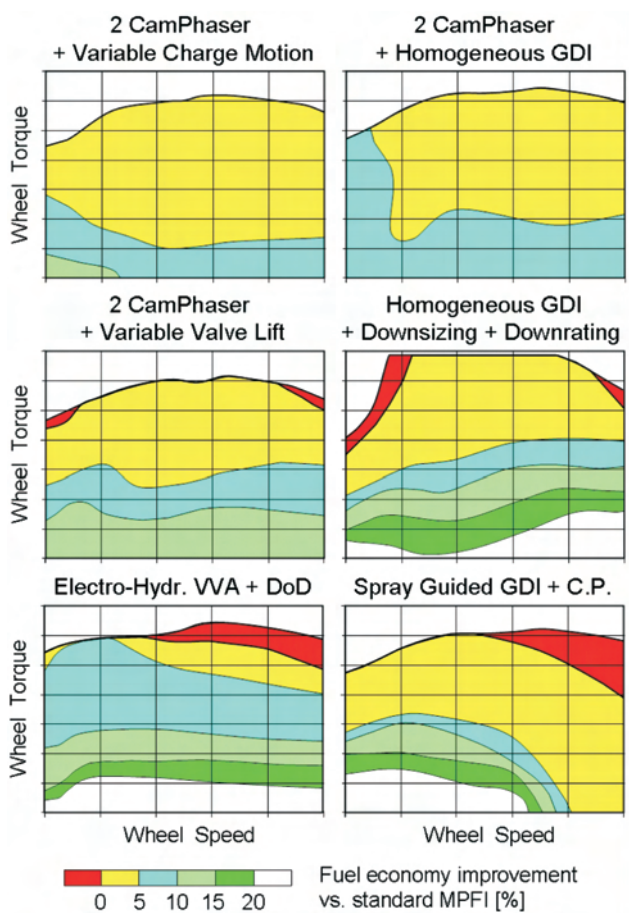 2 CamPhaser
+ Variable Charge Motion
2 CamPhaser
+ Homogeneous GDI
Wheel Torque
2 CamPhaser
+ Variable Valve Lift
Homogeneous GDI
+ Downsizing + Downrating
Wheel Torque
Electro-Hydr. VVA + DoD
Spray Guided GDI + C.P.
Wheel Torque
Wheel Speed
Wheel Speed
0 5 10 15 20
Fuel economy improvement
vs. standard MPFI [%]